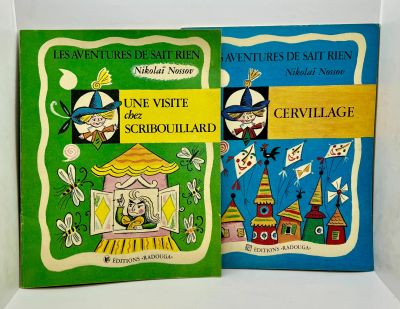 LES AVENTURES DE SAIT RIEN
Nikolaï Nossov
UNE VISITE
chez
SCRIBOUILLARD
ÉDITIONS «RADOUGA»
S AVENTURES DE SAIT RIEN
Nikolaï Nossov
CERVILLAGE
ÉDITIONS «RADOUGA»